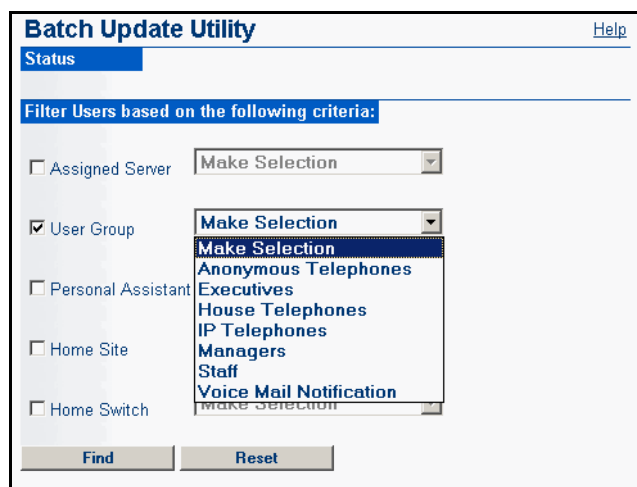 Batch Update Utility Help
Status
Filter Users based on the following criteria:
Assigned Server Make Selection
User Group Make Selection
Make Selection
Anonymous Telephones
Personal Assistant Executives
House Telephones
IP Telephones
Home Site Managers
Staff
Voice Mail Notification
Home Switch Make Selection
Find Reset